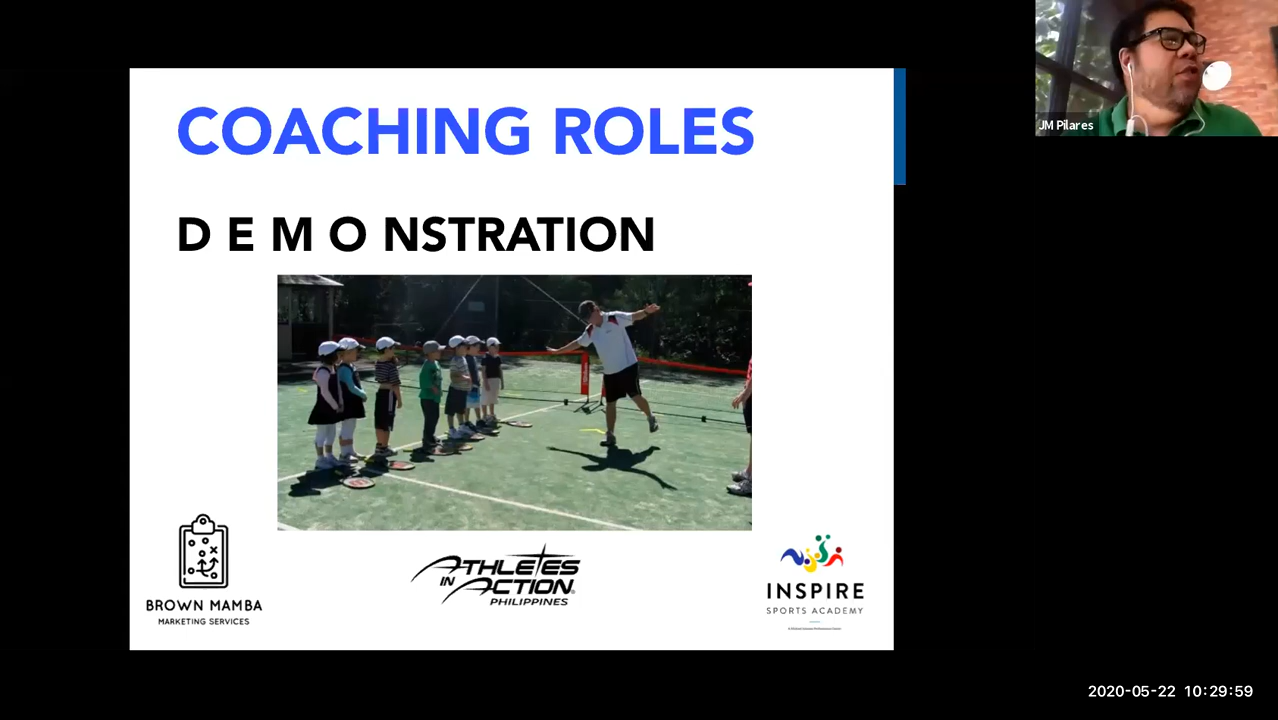 COACHING ROLES
D E M O NSTRATION
JM Pilares
BROWN MAMBA
MARKETING SERVICES
ATHLETES
IN ACTION®
PHILIPPINES
INSPIRE
SPORTS ACADEMY
2020-05-22 10:29:59